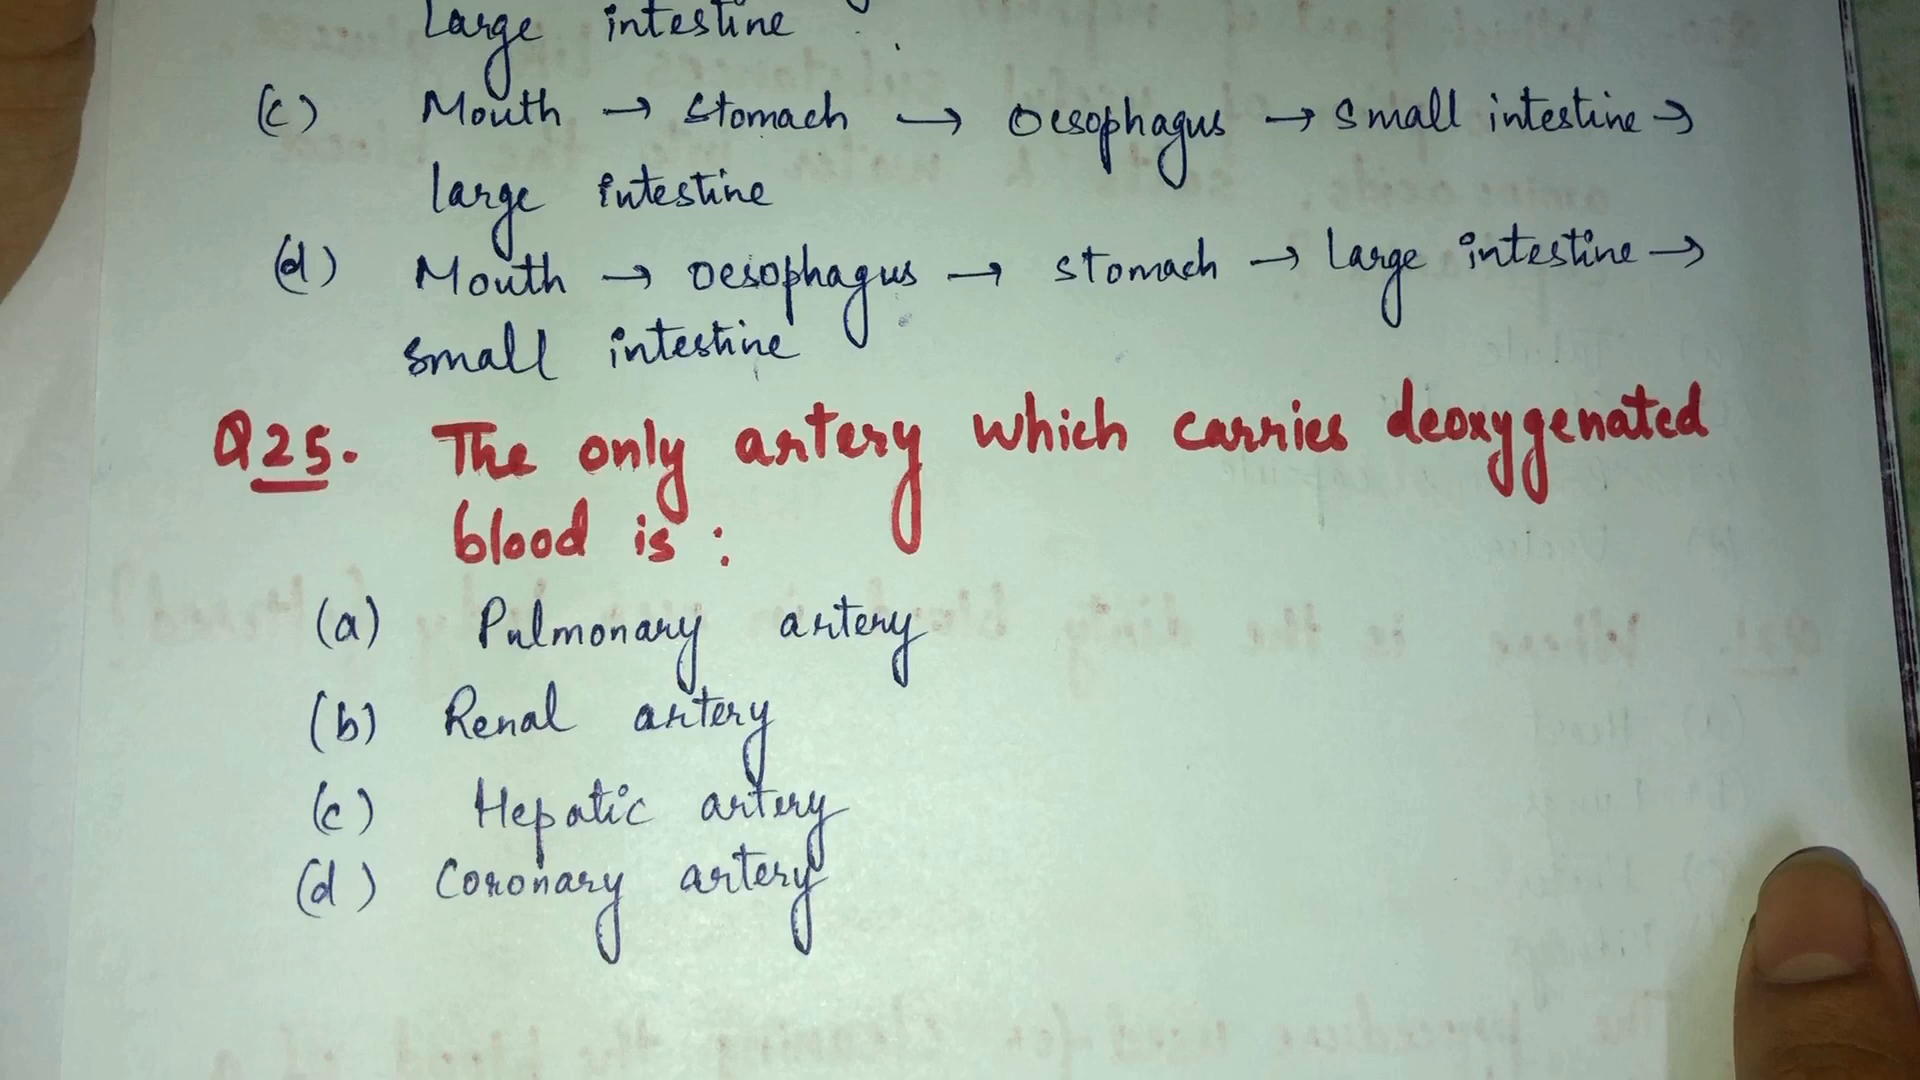 Large intestine
(c) Mouth → Stomach → Oesophagus → Small intestine →
large intestine
(d) Mouth → Oesophagus → stomach → Large intestine →
small intestine
Q25. The only artery which carries deoxygenated
blood is :
(a) Pulmonary artery
(b) Renal artery
(c) Hepatic artery
(d) Coronary artery